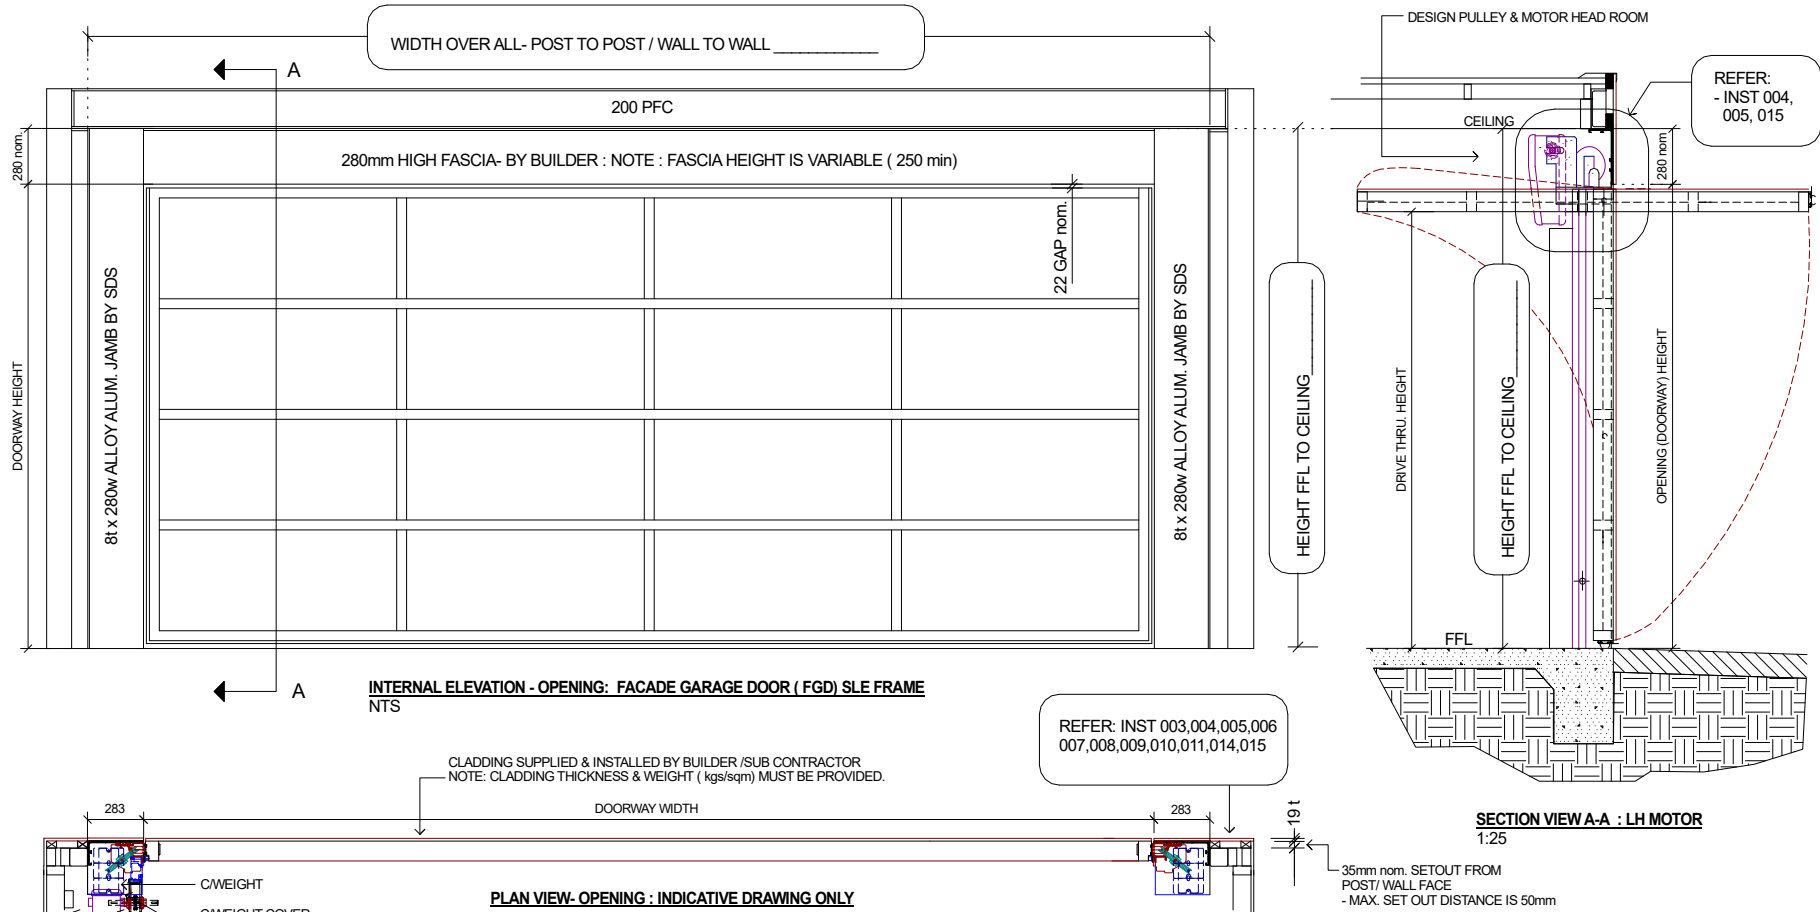 WIDTH OVER ALL- POST TO POST / WALL TO WALL ____________
DESIGN PULLEY & MOTOR HEAD ROOM
A
200 PFC
REFER:
- INST 004,
005, 015
CEILING
280 nom.
280mm HIGH FASCIA- BY BUILDER : NOTE : FASCIA HEIGHT IS VARIABLE ( 250 min)
280 nom
22 GAP nom.
DOORWAY HEIGHT
8t x 280w ALLOY ALUM. JAMB BY SDS
8t x 280w ALLOY ALUM. JAMB BY SDS
HEIGHT FFL TO CEILING ____________
DRIVE THRU. HEIGHT
HEIGHT FFL TO CEILING ____________
OPENING (DOORWAY) HEIGHT
FFL
A
INTERNAL ELEVATION - OPENING: FACADE GARAGE DOOR ( FGD) SLE FRAME
NTS
REFER: INST 003,004,005,006
007,008,009,010,011,014,015
CLADDING SUPPLIED & INSTALLED BY BUILDER /SUB CONTRACTOR
NOTE: CLADDING THICKNESS & WEIGHT ( kgs/sqm) MUST BE PROVIDED.
283
DOORWAY WIDTH
283
19 t
SECTION VIEW A-A : LH MOTOR
1:25
35mm nom. SETOUT FROM
POST/ WALL FACE
- MAX. SET OUT DISTANCE IS 50mm
C/WEIGHT
PLAN VIEW- OPENING : INDICATIVE DRAWING ONLY
C/WEIGHT COVER